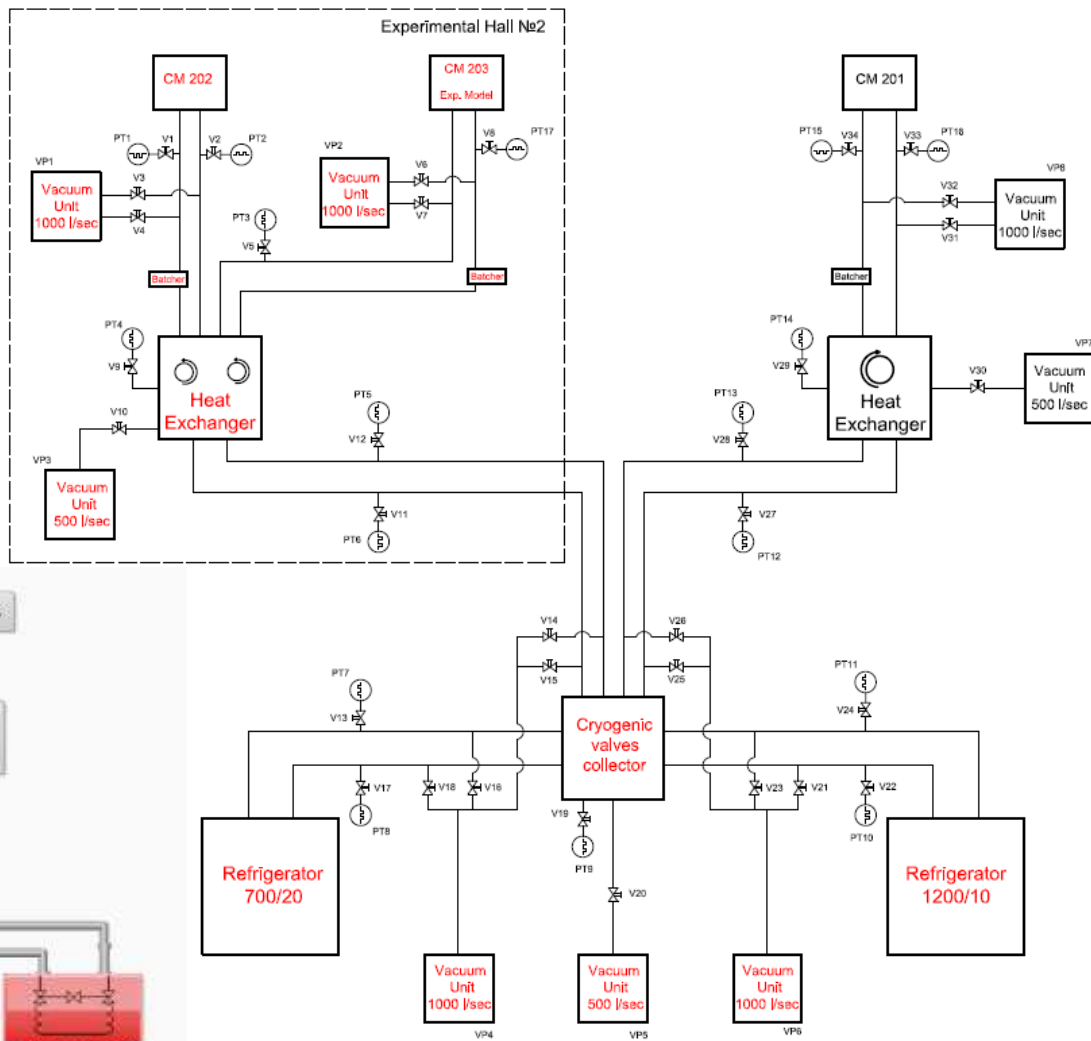 Experimental Hall №2
CM 202
CM 203
Exp. Mortel
CM 201
PT1
V1
V2
PT2
V8
PT17
PT15
V34
V33
PT18
VP1
Vacuum
Unit
1000 l/sec
V3
V4
VP2
Vacuum
Unit
1000 l/sec
V6
V7
PT3
V5
V32
V31
Vacuum
Unit
1000 l/sec
Batcher
Batcher
Batcher
PT4
V9
Heat
Exchanger
V10
VP3
Vacuum
Unit
500 l/sec
PT5
V12
V11
PT6
PT13
V28
V27
PT12
PT14
V29
Heat
Exchanger
V30
VP7
Vacuum
Unit
500 l/sec
V14
V15
V26
V25
PT7
V13
PT11
V24
Cryogenic
valves
collector
V17
V18
V16
PT8
V19
PT9
V23
V21
V22
PT10
Refrigerator
700/20
Refrigerator
1200/10
V20
Vacuum
Unit
1000 l/sec
VP4
Vacuum
Unit
500 l/sec
VP5
Vacuum
Unit
1000 l/sec
VP6